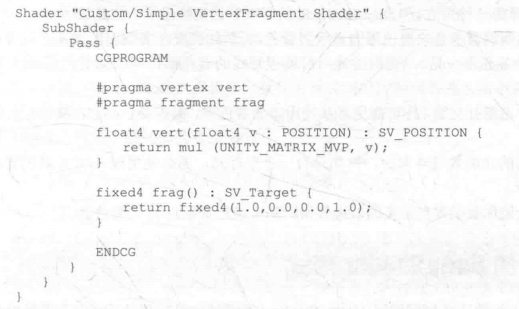 Shader "Custom/Simple VertexFragment Shader" {
    SubShader {
        Pass {
            CGPROGRAM

            #pragma vertex vert
            #pragma fragment frag

            float4 vert(float4 v : POSITION) : SV_POSITION {
                return mul (UNITY_MATRIX_MVP, v);
            }

            fixed4 frag() : SV_Target {
                return fixed4(1.0,0.0,0.0,1.0);
            }

            ENDCG
        }
    }
}